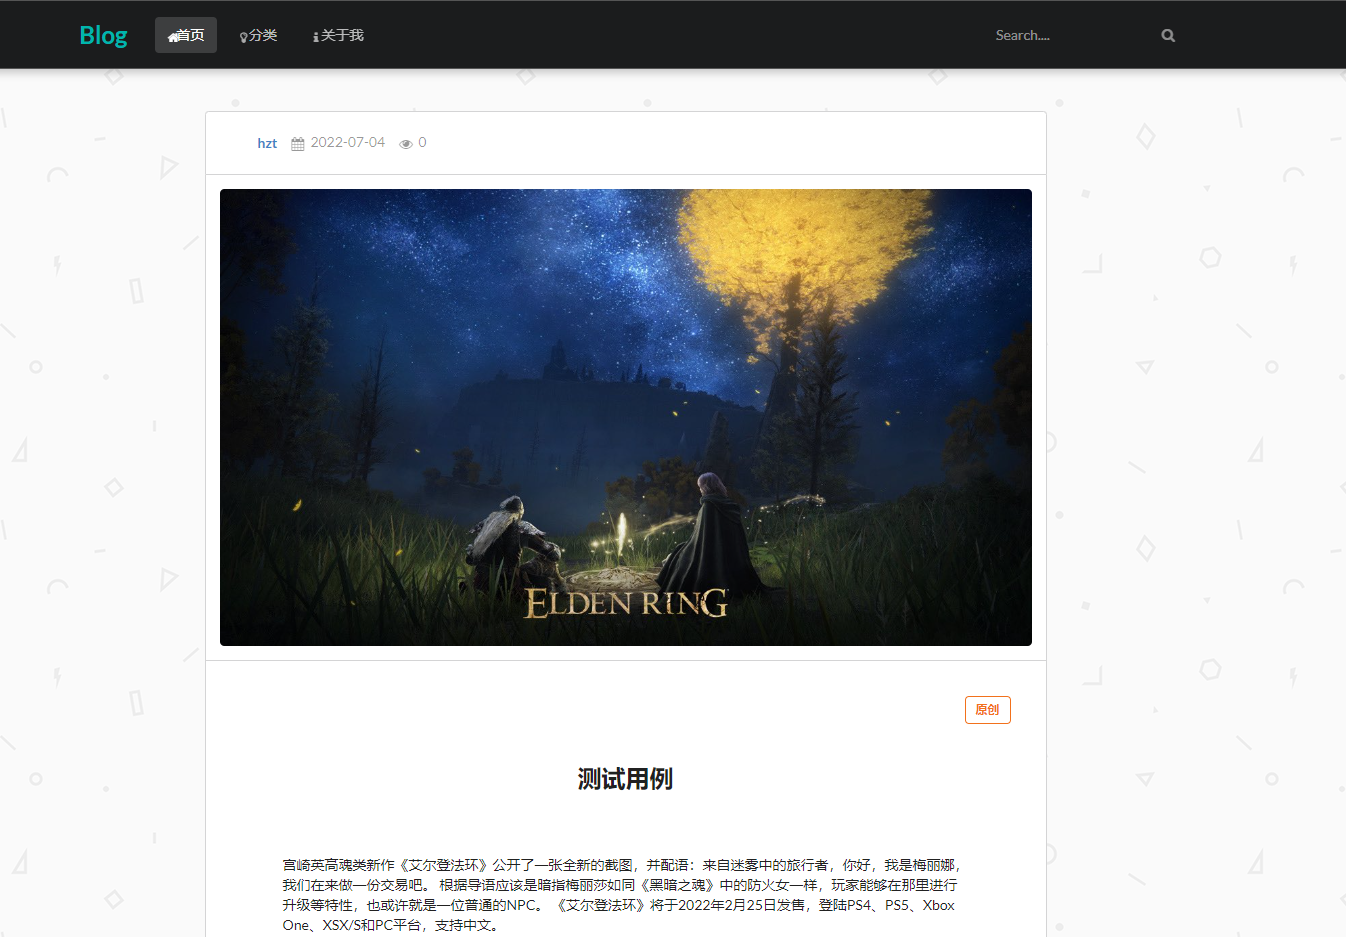 Blog 首页 分类 关于我 Search....
hzt 2022-07-04 0
ELDEN RING
原创
测试用例
宫崎英高魂类新作《艾尔登法环》公开了一张全新的截图，并配语：来自迷雾中的旅行者，你好，我是梅丽娜，
我们在来做一份交易吧。 根据导语应该是暗指梅丽莎如同《黑暗之魂》中的防火女一样，玩家能够在那里进行
升级等特性，也或许就是一位普通的NPC。 《艾尔登法环》将于2022年2月25日发售，登陆PS4、PS5、Xbox
One、XSX/S和PC平台，支持中文。